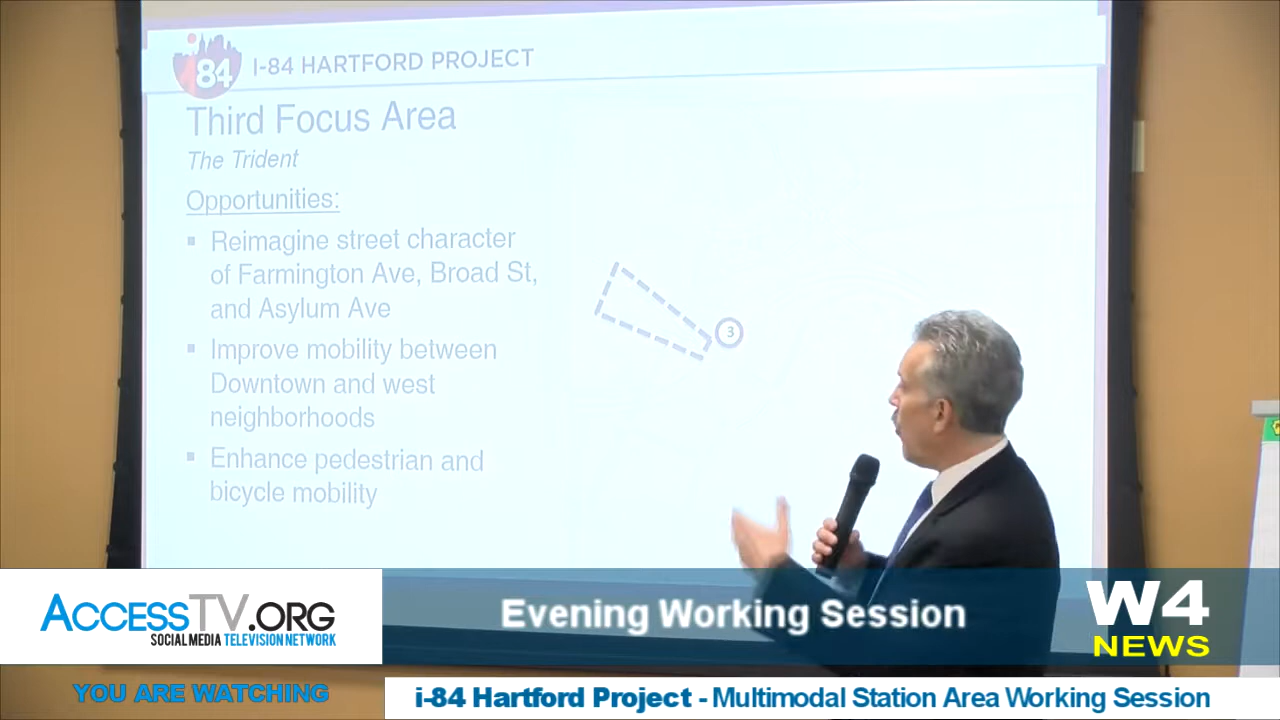 84 I-84 HARTFORD PROJECT
Third Focus Area
The Trident
Opportunities:
▪ Reimagine street character
of Farmington Ave, Broad St,
and Asylum Ave
▪ Improve mobility between
Downtown and west
neighborhoods
▪ Enhance pedestrian and
bicycle mobility
3
ACCESSTV.ORG
SOCIAL MEDIA TELEVISION NETWORK
Evening Working Session
W4
NEWS
YOU ARE WATCHING
i-84 Hartford Project - Multimodal Station Area Working Session